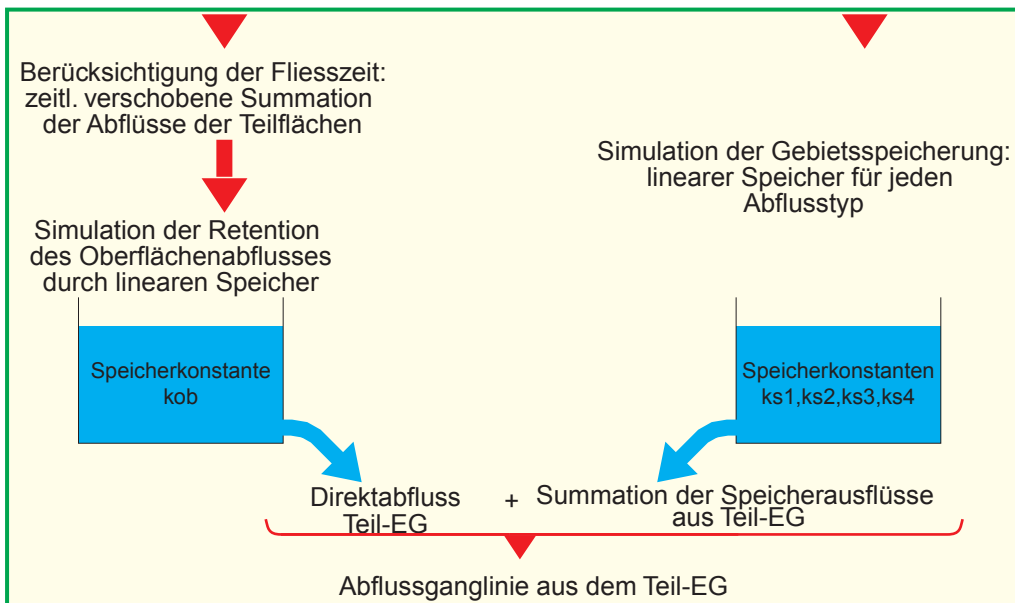 Berücksichtigung der Fliesszeit:
zeitl. verschobene Summation
der Abflüsse der Teilflächen
Simulation der Retention
des Oberflächenabflusses
durch linearen Speicher
Speicherkonstante
kob
Simulation der Gebietsspeicherung:
linearer Speicher für jeden
Abflusstyp
Speicherkonstanten
ks1,ks2,ks3,ks4
Direktabfluss
Teil-EG
+
Summation der Speicherausflüsse
aus Teil-EG
Abflussganglinie aus dem Teil-EG